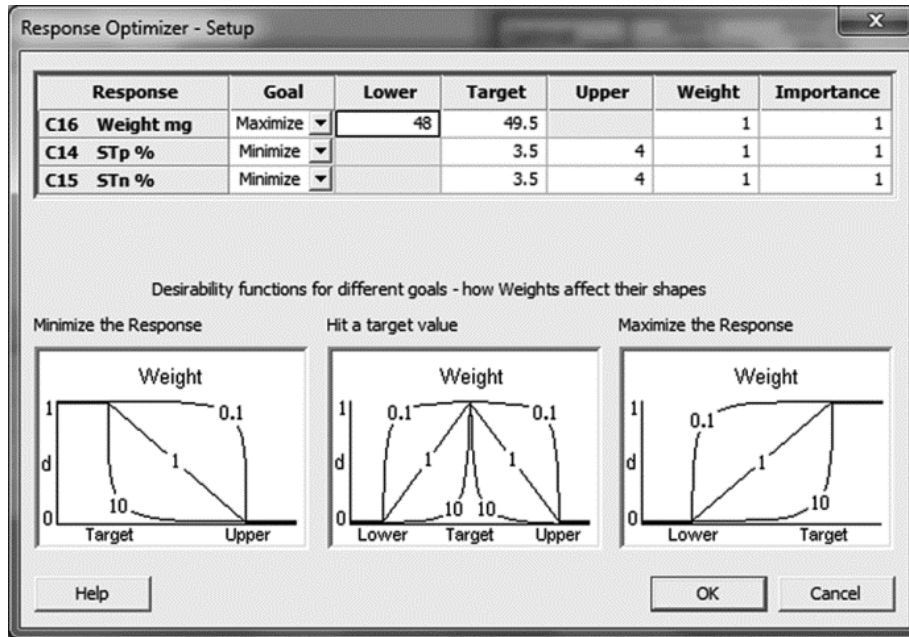 Response Optimizer - Setup
x
Response Goal Lower Target Upper Weight Importance
C16 Weight mg Maximize 48 49.5 1 1
C14 STp % Minimize 3.5 4 1 1
C15 STn % Minimize 3.5 4 1 1
Desirability functions for different goals - how Weights affect their shapes
Minimize the Response Hit a target value Maximize the Response
Weight Weight Weight
1 0.1 1 0.1 0.1 1 0.1
d 1 d 1 1 d 1
0 10 0 10 10 0 10
Target Upper Lower Target Upper Lower Target
Help OK Cancel